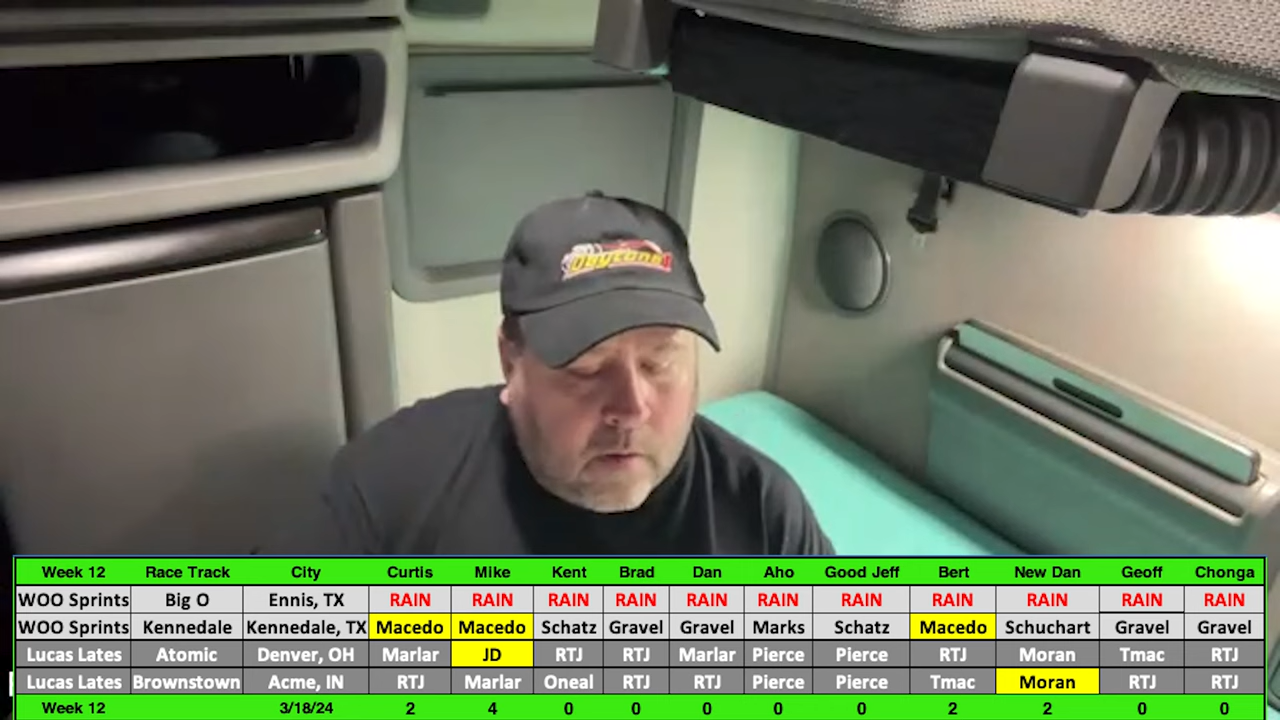 Daytona
Week 12 Race Track City Curtis Mike Kent Brad Dan Aho Good Jeff Bert New Dan Geoff Chonga
WOO Sprints Big O Ennis, TX RAIN RAIN RAIN RAIN RAIN RAIN RAIN RAIN RAIN RAIN RAIN
WOO Sprints Kennedale Kennedale, TX Macedo Macedo Schatz Gravel Gravel Marks Schatz Macedo Schuchart Gravel Gravel
Lucas Lates Atomic Denver, OH Marlar JD RTJ RTJ Marlar Pierce Pierce RTJ Moran Tmac RTJ
Lucas Lates Brownstown Acme, IN RTJ Marlar Oneal RTJ RTJ Pierce Pierce Tmac Moran RTJ RTJ
Week 12 3/18/24 2 4 0 0 0 0 0 2 2 0 0